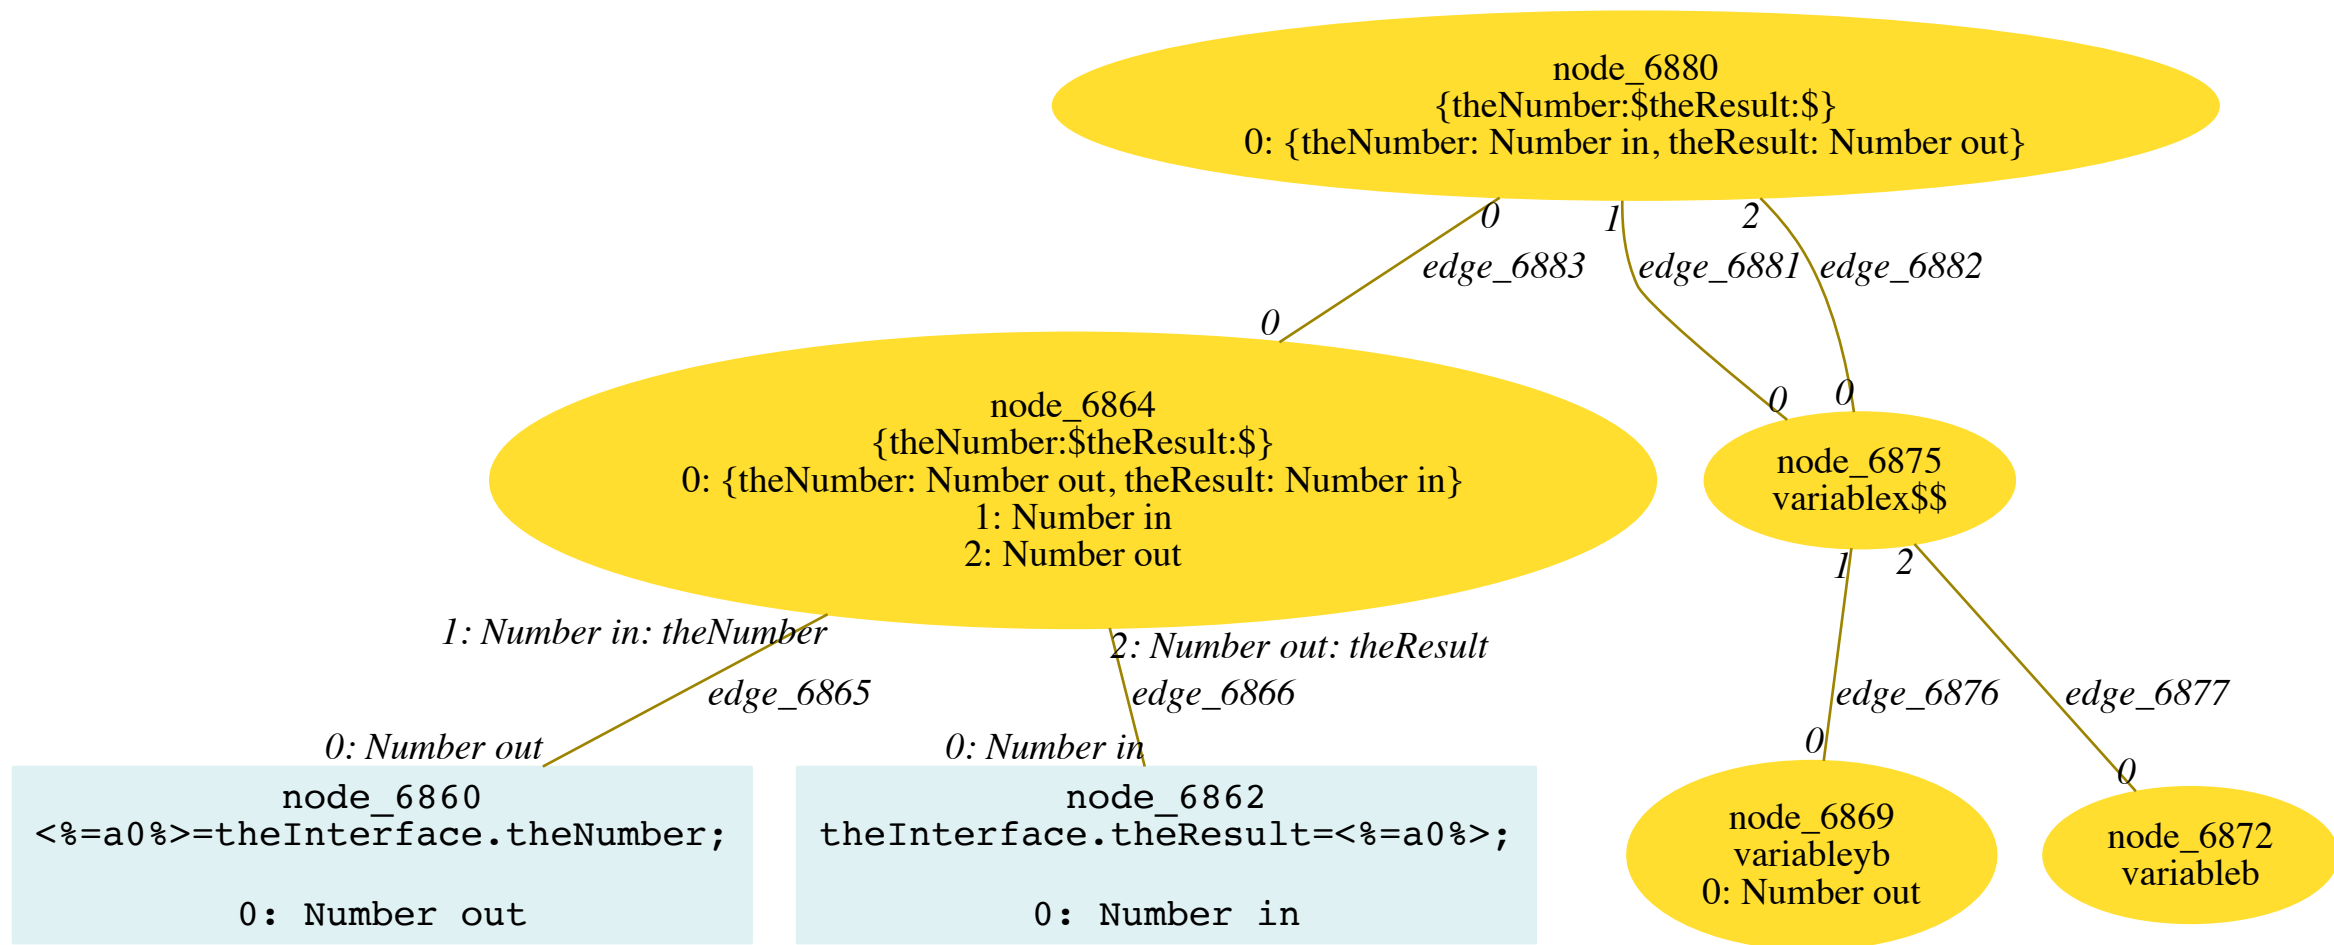 node_6880
{theNumber:$theResult:$}
0: {theNumber: Number in, theResult: Number out}
0
1
2
edge_6883
edge_6881
edge_6882
0
0
0
node_6864
{theNumber:$theResult:$}
0: {theNumber: Number out, theResult: Number in}
1: Number in
2: Number out
node_6875
variablex$$
1: Number in: theNumber
2: Number out: theResult
1
2
edge_6865
edge_6866
edge_6876
edge_6877
0: Number out
0: Number in
0
0
node_6860
<%=a0%>=theInterface.theNumber;
0: Number out
node_6862
theInterface.theResult=<%=a0%>;
0: Number in
node_6869
variableyb
0: Number out
node_6872
variableb